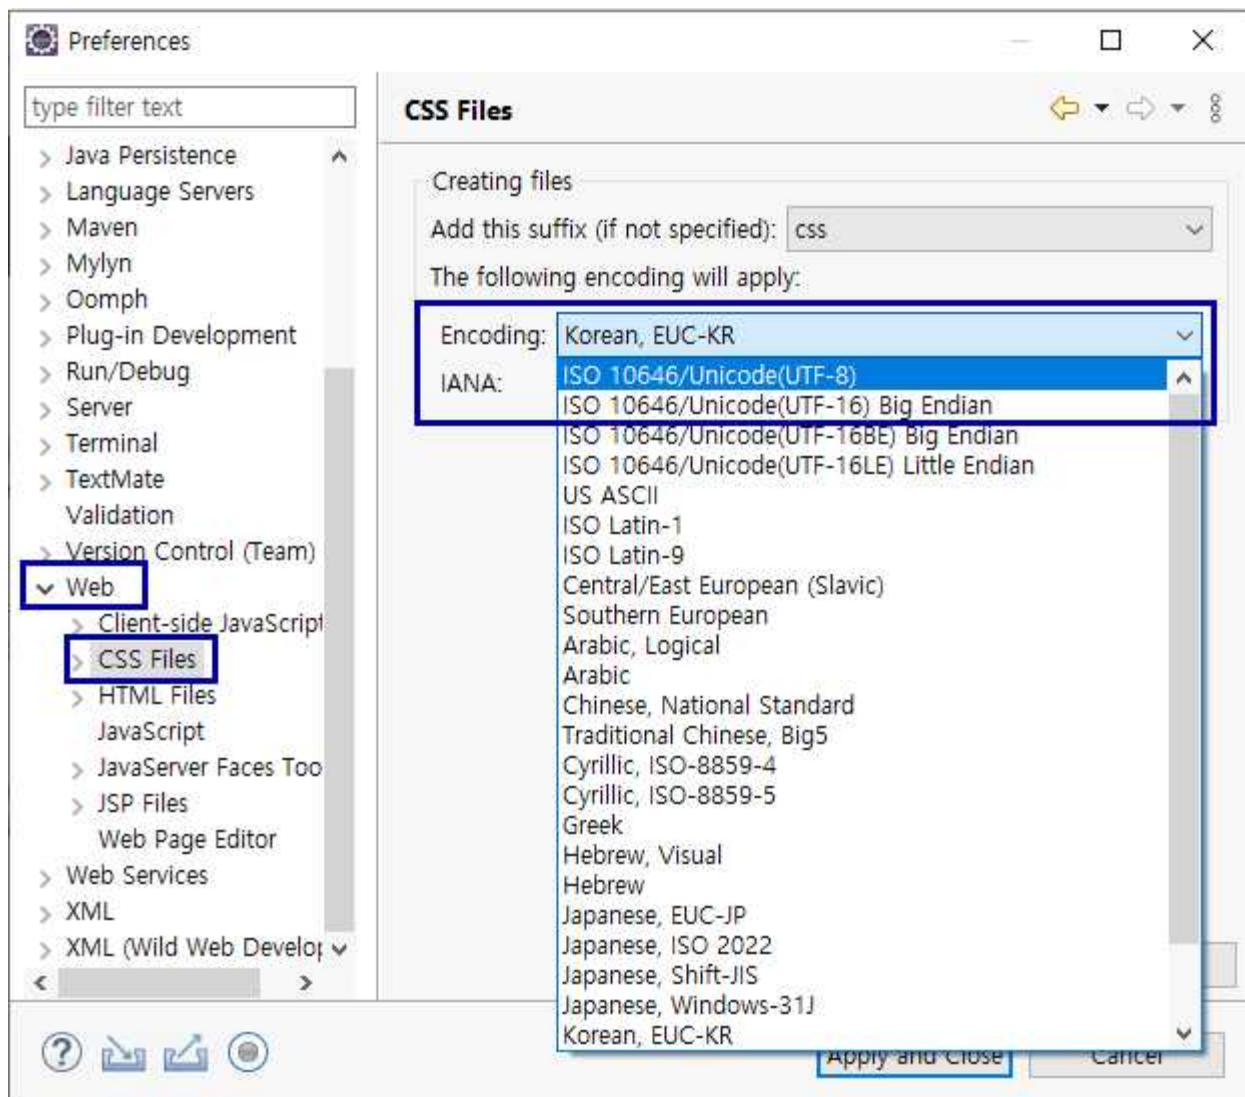 Preferences
type filter text
Java Persistence
Language Servers
Maven
Mylyn
Oomph
Plug-in Development
Run/Debug
Server
Terminal
TextMate
Validation
Version Control (Team)
Web
Client-side JavaScript
CSS Files
HTML Files
JavaScript
JavaServer Faces Too
JSP Files
Web Page Editor
Web Services
XML
XML (Wild Web Develop
CSS Files
Creating files
Add this suffix (if not specified): css
The following encoding will apply:
Encoding: Korean, EUC-KR
IANA:
ISO 10646/Unicode(UTF-8)
ISO 10646/Unicode(UTF-16) Big Endian
ISO 10646/Unicode(UTF-16BE) Big Endian
ISO 10646/Unicode(UTF-16LE) Little Endian
US ASCII
ISO Latin-1
ISO Latin-9
Central/East European (Slavic)
Southern European
Arabic, Logical
Arabic
Chinese, National Standard
Traditional Chinese, Big5
Cyrillic, ISO-8859-4
Cyrillic, ISO-8859-5
Greek
Hebrew, Visual
Hebrew
Japanese, EUC-JP
Japanese, ISO 2022
Japanese, Shift-JIS
Japanese, Windows-31J
Korean, EUC-KR
Apply and Close
Cancel